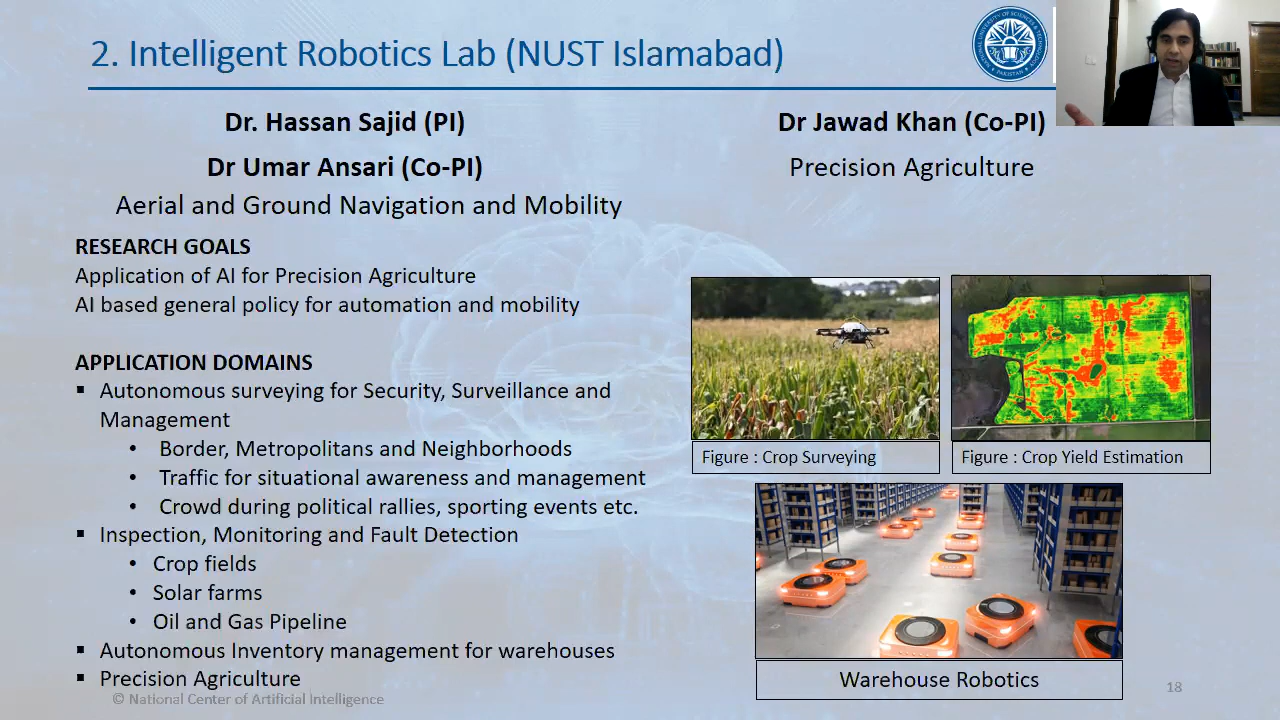 2. Intelligent Robotics Lab (NUST Islamabad)
Dr. Hassan Sajid (PI)
Dr Umar Ansari (Co-PI)
Aerial and Ground Navigation and Mobility
Dr Jawad Khan (Co-PI)
Precision Agriculture
RESEARCH GOALS
Application of AI for Precision Agriculture
AI based general policy for automation and mobility
APPLICATION DOMAINS
▪ Autonomous surveying for Security, Surveillance and
Management
• Border, Metropolitans and Neighborhoods
• Traffic for situational awareness and management
• Crowd during political rallies, sporting events etc.
▪ Inspection, Monitoring and Fault Detection
• Crop fields
• Solar farms
• Oil and Gas Pipeline
▪ Autonomous Inventory management for warehouses
▪ Precision Agriculture
Figure : Crop Surveying
Figure : Crop Yield Estimation
Warehouse Robotics
© National Center of Artificial Intelligence
18